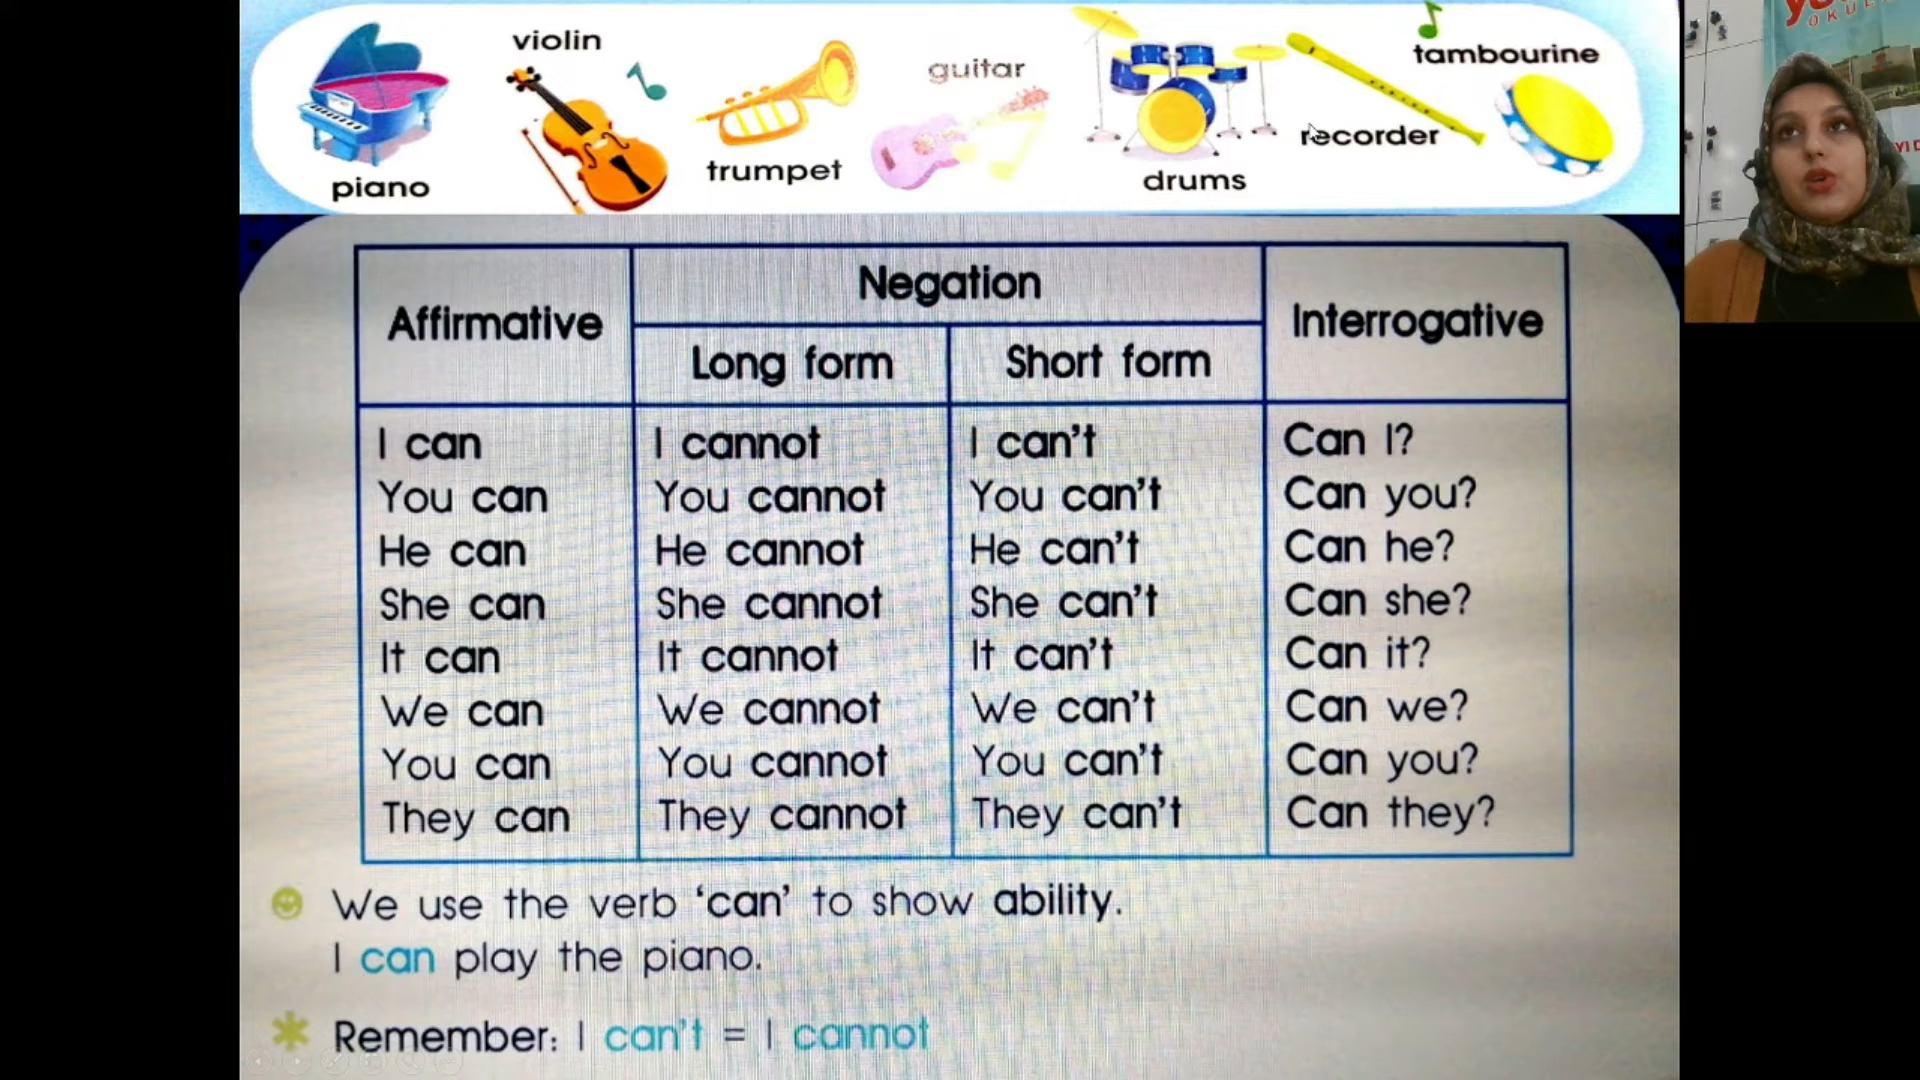 violin
guitar
tambourine
piano
trumpet
drums
recorder
Affirmative
Negation
Interrogative
Long form
Short form
I can
I cannot
I can't
Can I?
You can
You cannot
You can't
Can you?
He can
He cannot
He can't
Can he?
She can
She cannot
She can't
Can she?
It can
It cannot
It can't
Can it?
We can
We cannot
We can't
Can we?
You can
You cannot
You can't
Can you?
They can
They cannot
They can't
Can they?
We use the verb ‘can’ to show ability.
I can play the piano.
Remember: I can't = I cannot